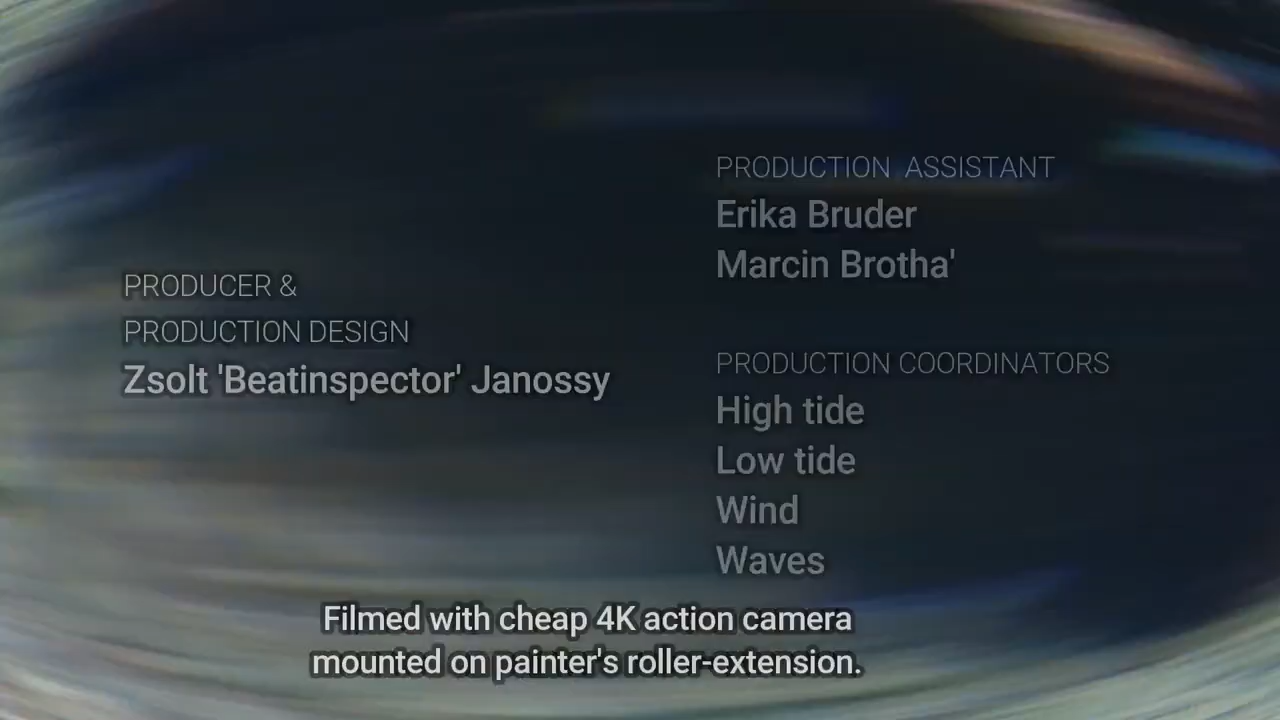 PRODUCER &
PRODUCTION DESIGN
Zsolt 'Beatinspector' Janossy
PRODUCTION ASSISTANT
Erika Bruder
Marcin Brotha'
PRODUCTION COORDINATORS
High tide
Low tide
Wind
Waves
Filmed with cheap 4K action camera
mounted on painter's roller-extension.